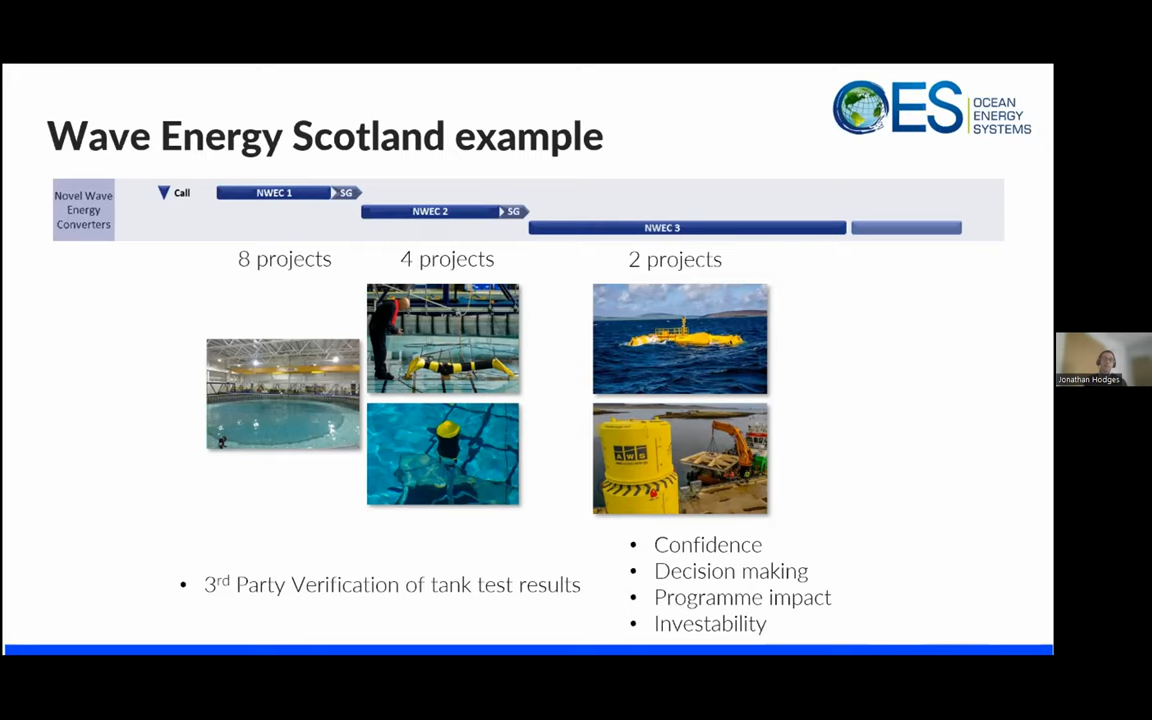 OES
OCEAN
ENERGY
SYSTEMS
Wave Energy Scotland example
Novel Wave
Energy
Converters
Call
NWEC 1
SG
NWEC 2
SG
NWEC 3
8 projects
4 projects
2 projects
AWS
Jonathan Hodges
• 3rd Party Verification of tank test results
• Confidence
• Decision making
• Programme impact
• Investability